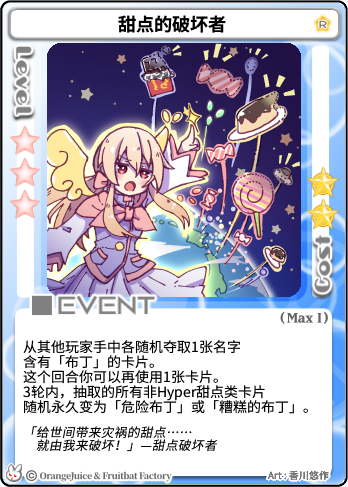 甜点的破坏者
R
Level
Cost
EVENT
(Max 1)
从其他玩家手中各随机夺取1张名字
含有「布丁」的卡片。
这个回合你可以再使用1张卡片。
3轮内，抽取的所有非Hyper甜点类卡片
随机永久变为「危险布丁」或「糟糕的布丁」。
「给世间带来灾祸的甜点……
就由我来破坏！」—甜点破坏者
© OrangeJuice & Fruitbat Factory
Art.: 香川悠作